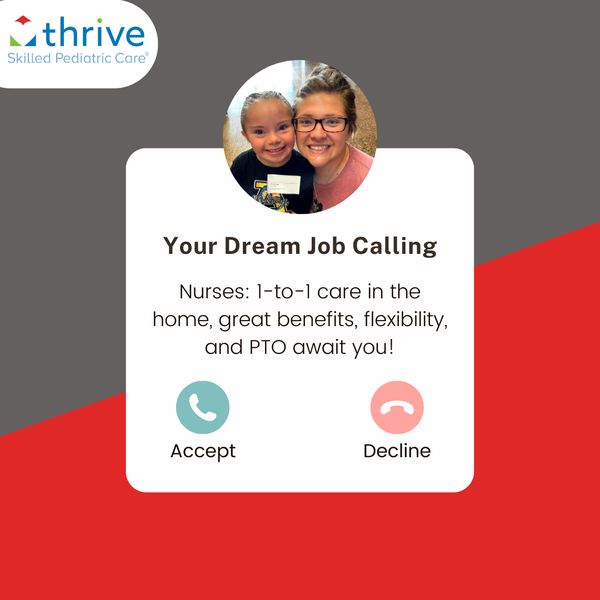 thrive
Skilled Pediatric Care®
Your Dream Job Calling
Nurses: 1-to-1 care in the
home, great benefits, flexibility,
and PTO await you!
Accept
Decline